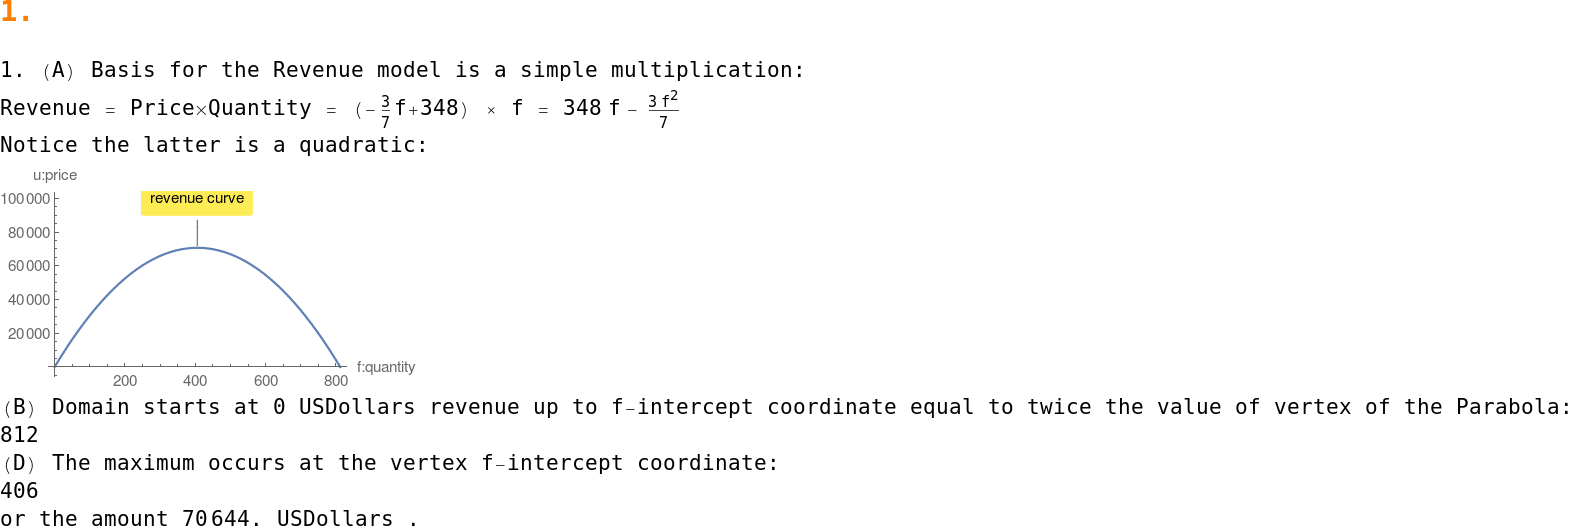 1.
1. (A) Basis for the Revenue model is a simple multiplication:
Revenue = Price×Quantity = (-3/7 f+348) × f = 348 f - 3 f²/7
Notice the latter is a quadratic:
u:price
100 000
revenue curve
80 000
60 000
40 000
20 000
f:quantity
200 400 600 800
(B) Domain starts at 0 USDollars revenue up to f-intercept coordinate equal to twice the value of vertex of the Parabola:
812
(D) The maximum occurs at the vertex f-intercept coordinate:
406
or the amount 70 644. USDollars .